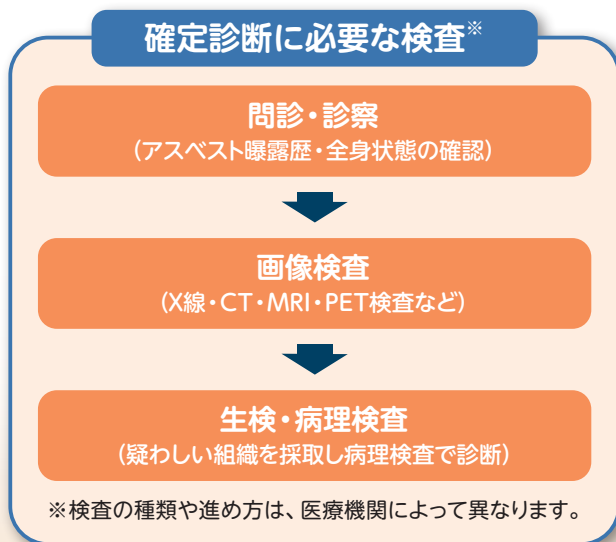 確定診断に必要な検査※
問診・診察
(アスベスト曝露歴・全身状態の確認)
画像検査
(X線・CT・MRI・PET検査など)
生検・病理検査
(疑わしい組織を採取し病理検査で診断)
※検査の種類や進め方は、医療機関によって異なります。